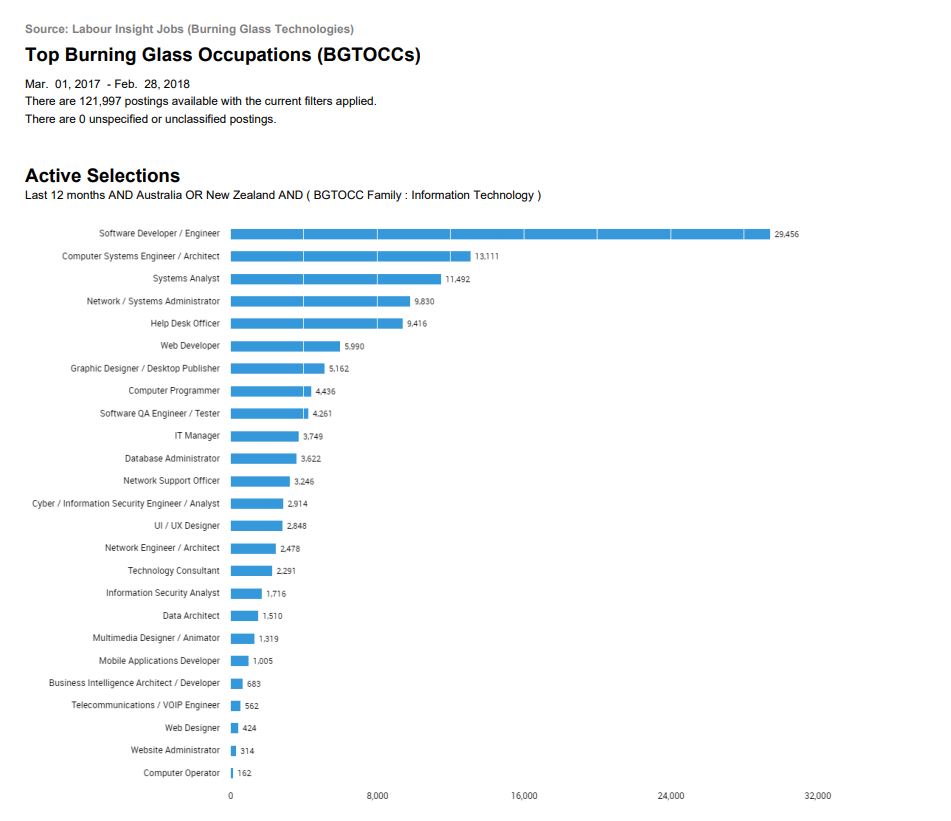 Source: Labour Insight Jobs (Burning Glass Technologies)
Top Burning Glass Occupations (BGTOCCs)
Mar. 01, 2017 - Feb. 28, 2018
There are 121,997 postings available with the current filters applied.
There are 0 unspecified or unclassified postings.
Active Selections
Last 12 months AND Australia OR New Zealand AND ( BGTOCC Family : Information Technology )
Software Developer / Engineer 29,456
Computer Systems Engineer / Architect 13,111
Systems Analyst 11,492
Network / Systems Administrator 9,830
Help Desk Officer 9,416
Web Developer 5,990
Graphic Designer / Desktop Publisher 5,162
Computer Programmer 4,436
Software QA Engineer / Tester 4,261
IT Manager 3,749
Database Administrator 3,622
Network Support Officer 3,246
Cyber / Information Security Engineer / Analyst 2,914
UI / UX Designer 2,848
Network Engineer / Architect 2,478
Technology Consultant 2,291
Information Security Analyst 1,716
Data Architect 1,510
Multimedia Designer / Animator 1,319
Mobile Applications Developer 1,005
Business Intelligence Architect / Developer 683
Telecommunications / VOIP Engineer 562
Web Designer 424
Website Administrator 314
Computer Operator 162
0 8,000 16,000 24,000 32,000